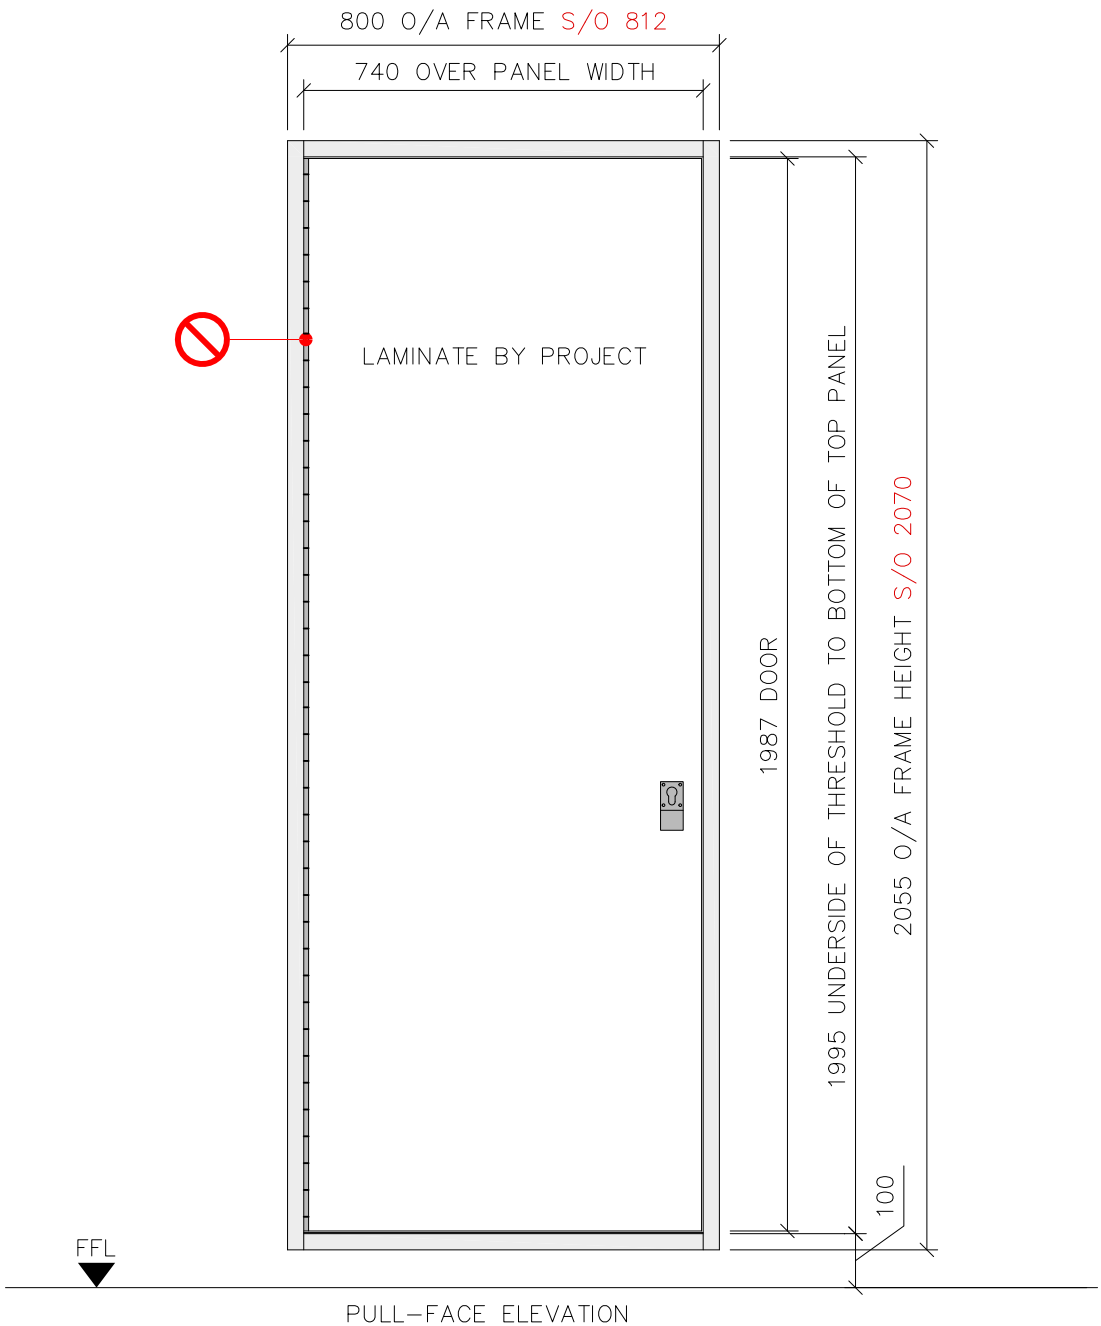 800 O/A FRAME S/O 812
740 OVER PANEL WIDTH
LAMINATE BY PROJECT
1987 DOOR
1995 UNDERSIDE OF THRESHOLD TO BOTTOM OF TOP PANEL
2055 O/A FRAME HEIGHT S/O 2070
100
FFL
PULL-FACE ELEVATION